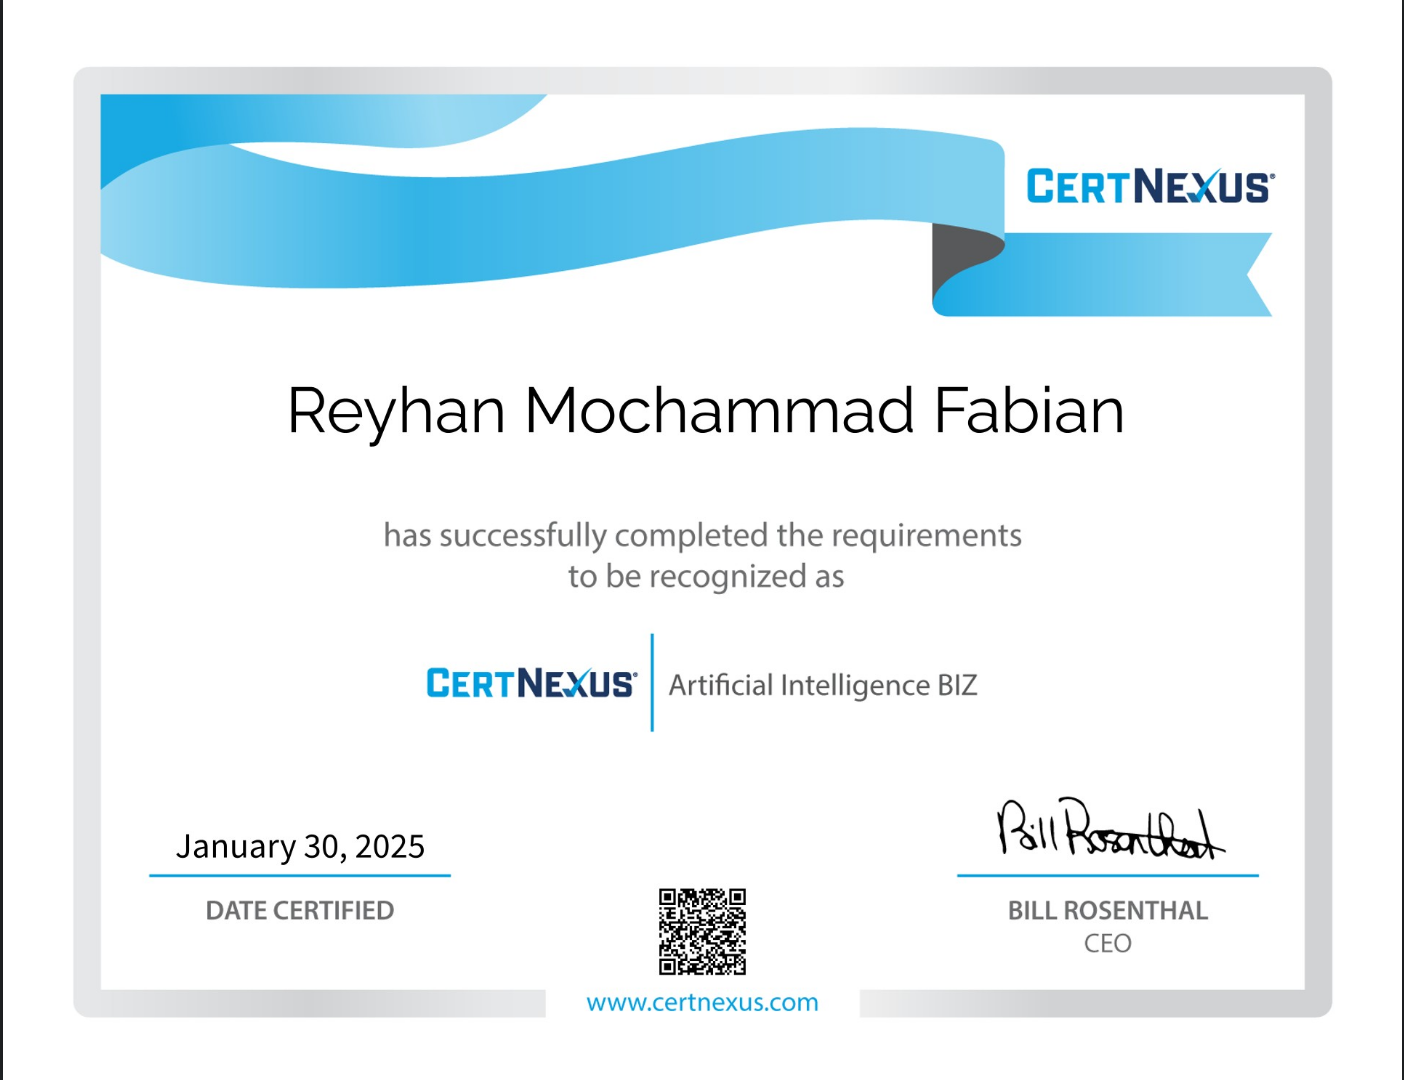 CERTNEXUS®
Reyhan Mochammad Fabian
has successfully completed the requirements
to be recognized as
CERTNEXUS® Artificial Intelligence BIZ
January 30, 2025
DATE CERTIFIED
Bill Rosenthal
BILL ROSENTHAL
CEO
www.certnexus.com